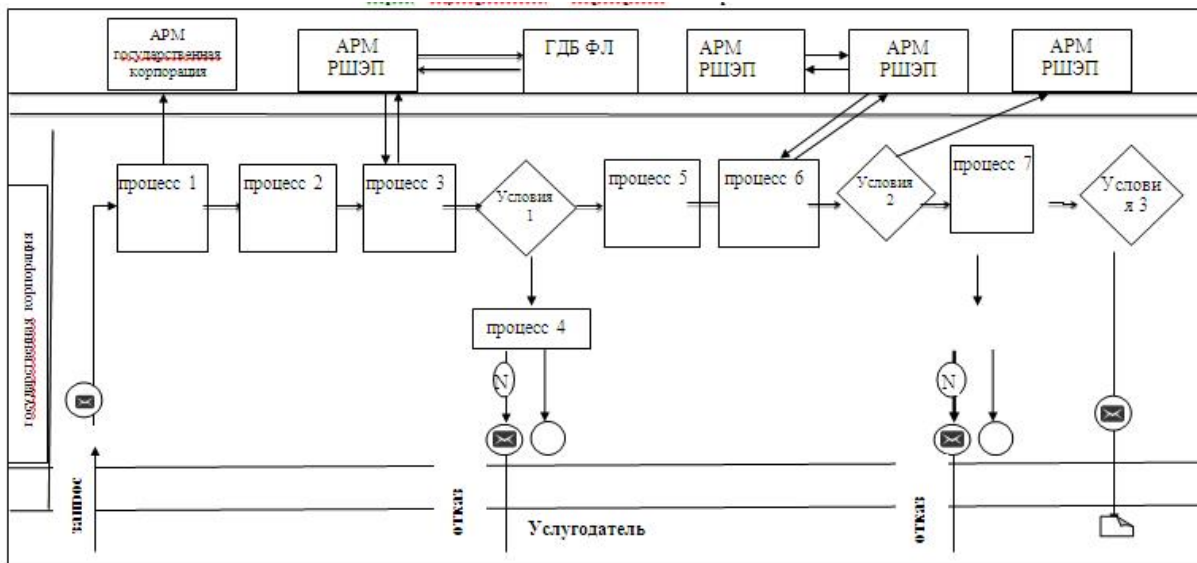 АРМ
государственная
корпорация
АРМ
РШЭП
ГДБ ФЛ
АРМ
РШЭП
АРМ
РШЭП
АРМ
РШЭП
процесс 1
процесс 2
процесс 3
Условия
1
процесс 5
процесс 6
Условия
2
процесс 7
Услови
я 3
государственная корпорация
процесс 4
N
N
запрос
отказ
Услугодатель
отказ